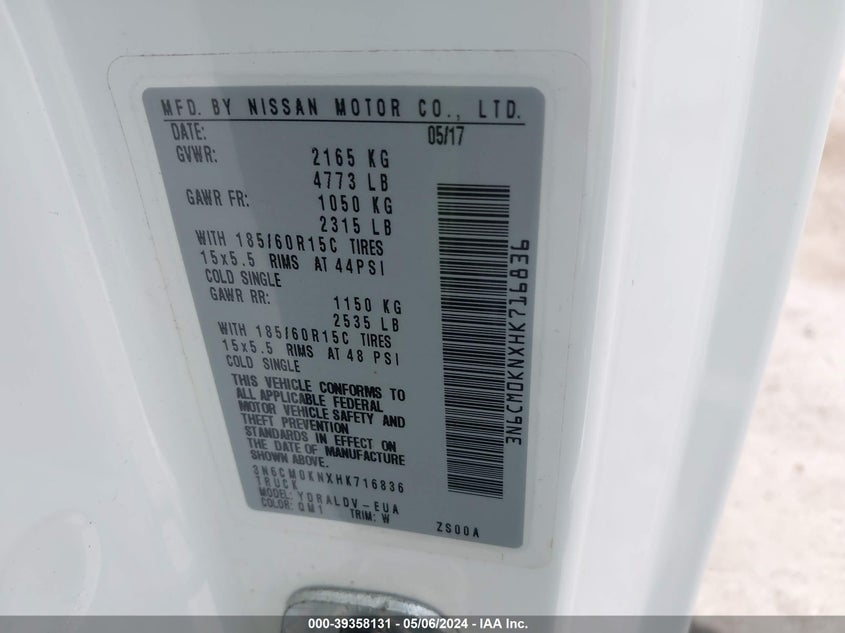 MFD. BY NISSAN MOTOR CO., LTD.
DATE: 05/17
GVWR: 2165 KG
4773 LB
GAWR FR: 1050 KG
2315 LB
WITH 185/60R15C TIRES
15x5.5 RIMS AT 44PSI
COLD SINGLE
GAWR RR: 1150 KG
2535 LB
WITH 185/60R15C TIRES
15x5.5 RIMS AT 48 PSI
COLD SINGLE
THIS VEHICLE CONFORMS TO
ALL APPLICABLE FEDERAL
MOTOR VEHICLE SAFETY AND
THEFT PREVENTION
STANDARDS IN EFFECT ON
THE DATE OF MANUFACTURE
SHOWN ABOVE.
3N6CM0KNXHK716836
TRUCK
MODEL: YDRALDV-EUA
COLOR: QM1 TRIM: W ZS00A
3N6CM0KNXHK716836
000-39358131 - 05/06/2024 - IAA Inc.